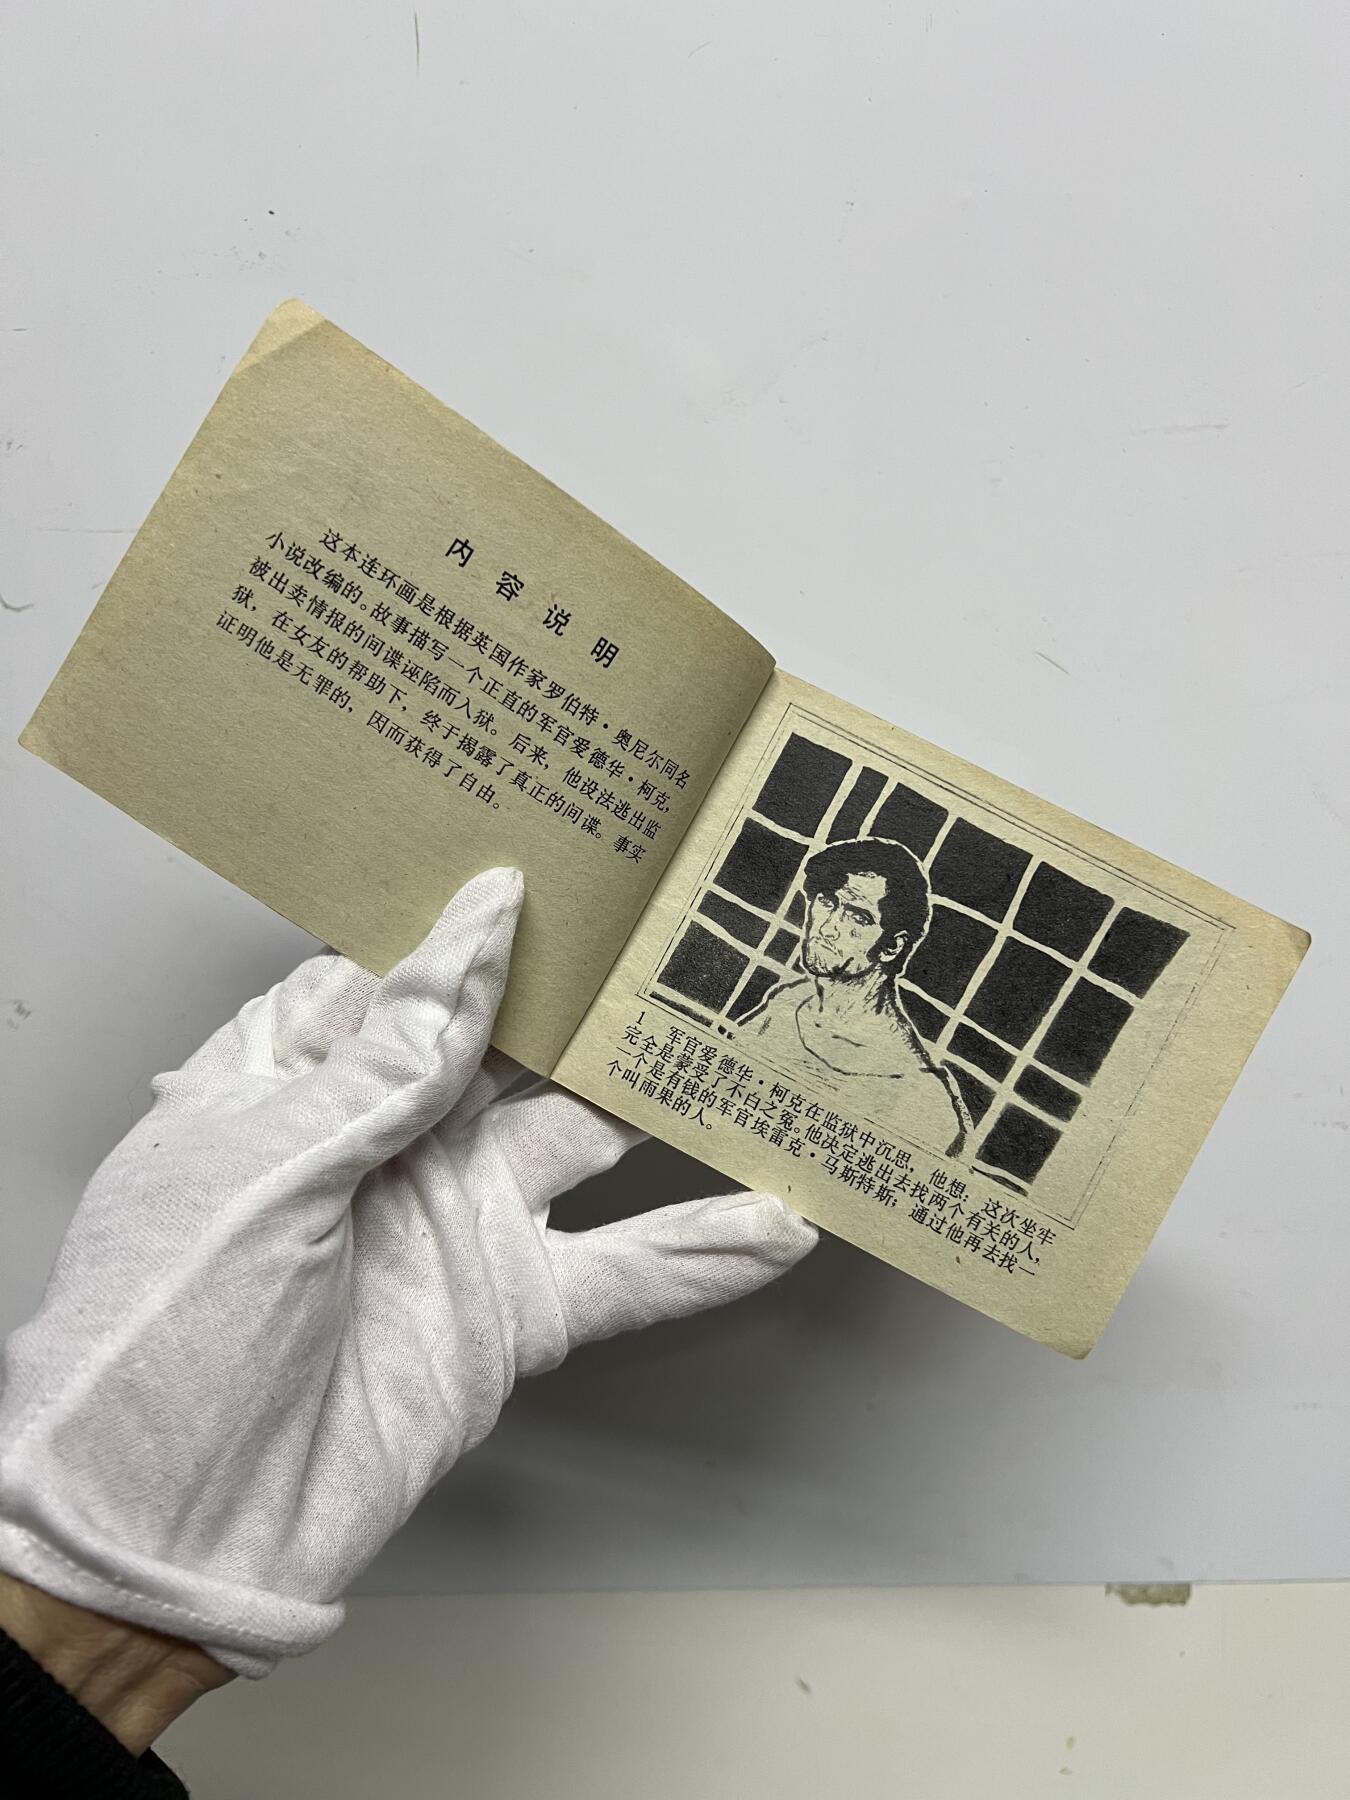 内容说明
这本连环画是根据英国作家罗伯特·奥尼尔同名
小说改编的。故事描写一个正直的军官爱德华·柯克,
被出卖情报的间谍诬陷而入狱。后来,他设法逃出监
狱,在女友的帮助下,终于揭露了真正的间谍。事实
证明他是无罪的,因而获得了自由。
1 军官爱德华·柯克在监狱中沉思,他想:这次坐牢
完全是蒙受了不白之冤。他决定逃出去找两个有关的人,
一个是有钱的军官埃雷克·马斯特斯;通过他再去找一
个叫雨果的人。